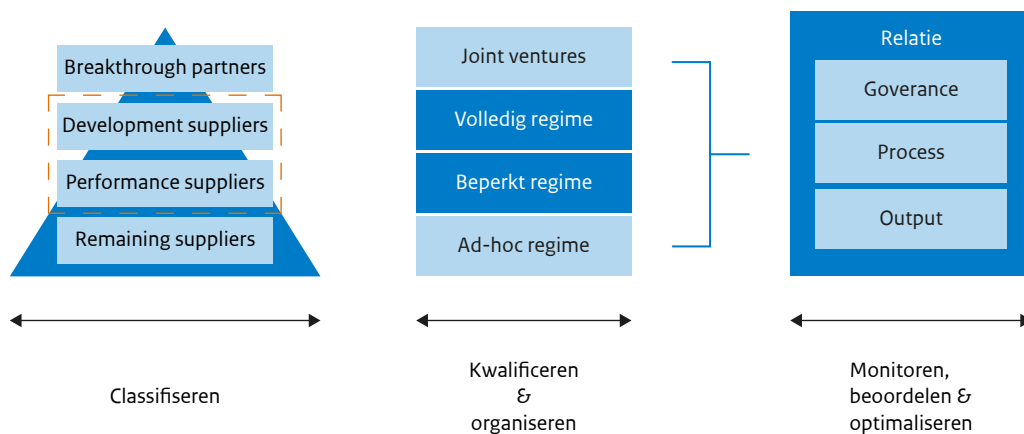 Breakthrough partners
Development suppliers
Performance suppliers
Remaining suppliers
Joint ventures
Volledig regime
Beperkt regime
Ad-hoc regime
Relatie
Goverance
Process
Output
Classifiseren
Kwalificeren
&
organiseren
Monitoren,
beoordelen &
optimaliseren